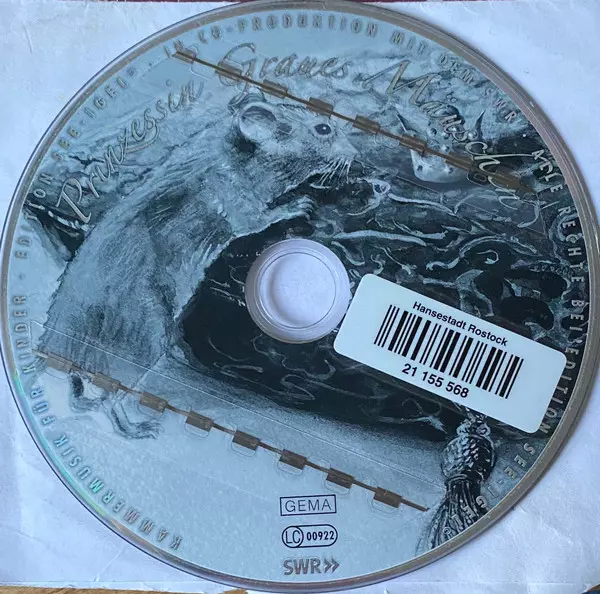 Prinzessin Graues Mäuschen
KAMMERMUSIK FÜR KINDER · EDITION SEE-IGEL · IN CO-PRODUKTION MIT DEM SWR · ALLE RECHTE BEI EDITION SEE-IGEL
Hansestadt Rostock
21 155 568
GEMA
LC 00922
SWR»